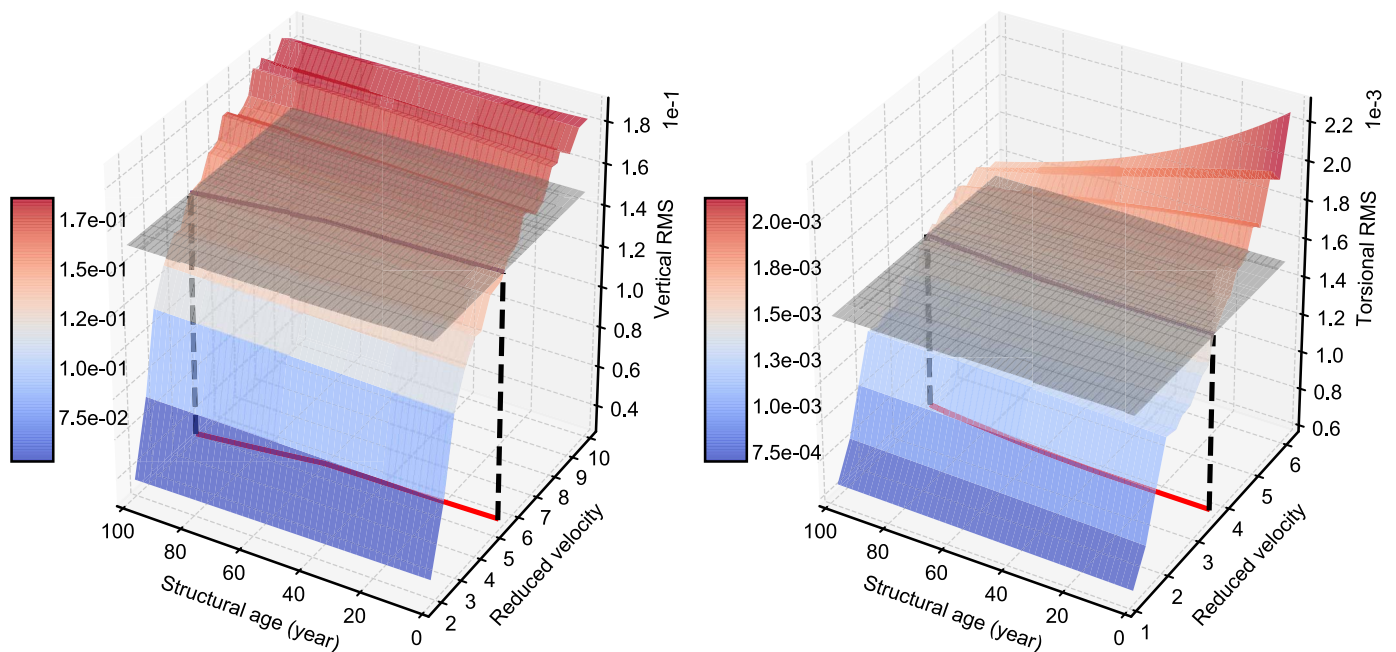 1.7e-01
1.5e-01
1.2e-01
1.0e-01
7.5e-02
100
80
60
40
20
0
Structural age (year)
2
3
4
5
6
7
8
9
10
Reduced velocity
0.4
0.6
0.8
1.0
1.2
1.4
1.6
1.8
1e-1
Vertical RMS
2.0e-03
1.8e-03
1.5e-03
1.3e-03
1.0e-03
7.5e-04
100
80
60
40
20
0
Structural age (year)
1
2
3
4
5
6
Reduced velocity
0.6
0.8
1.0
1.2
1.4
1.6
1.8
2.0
2.2
1e-3
Torsional RMS